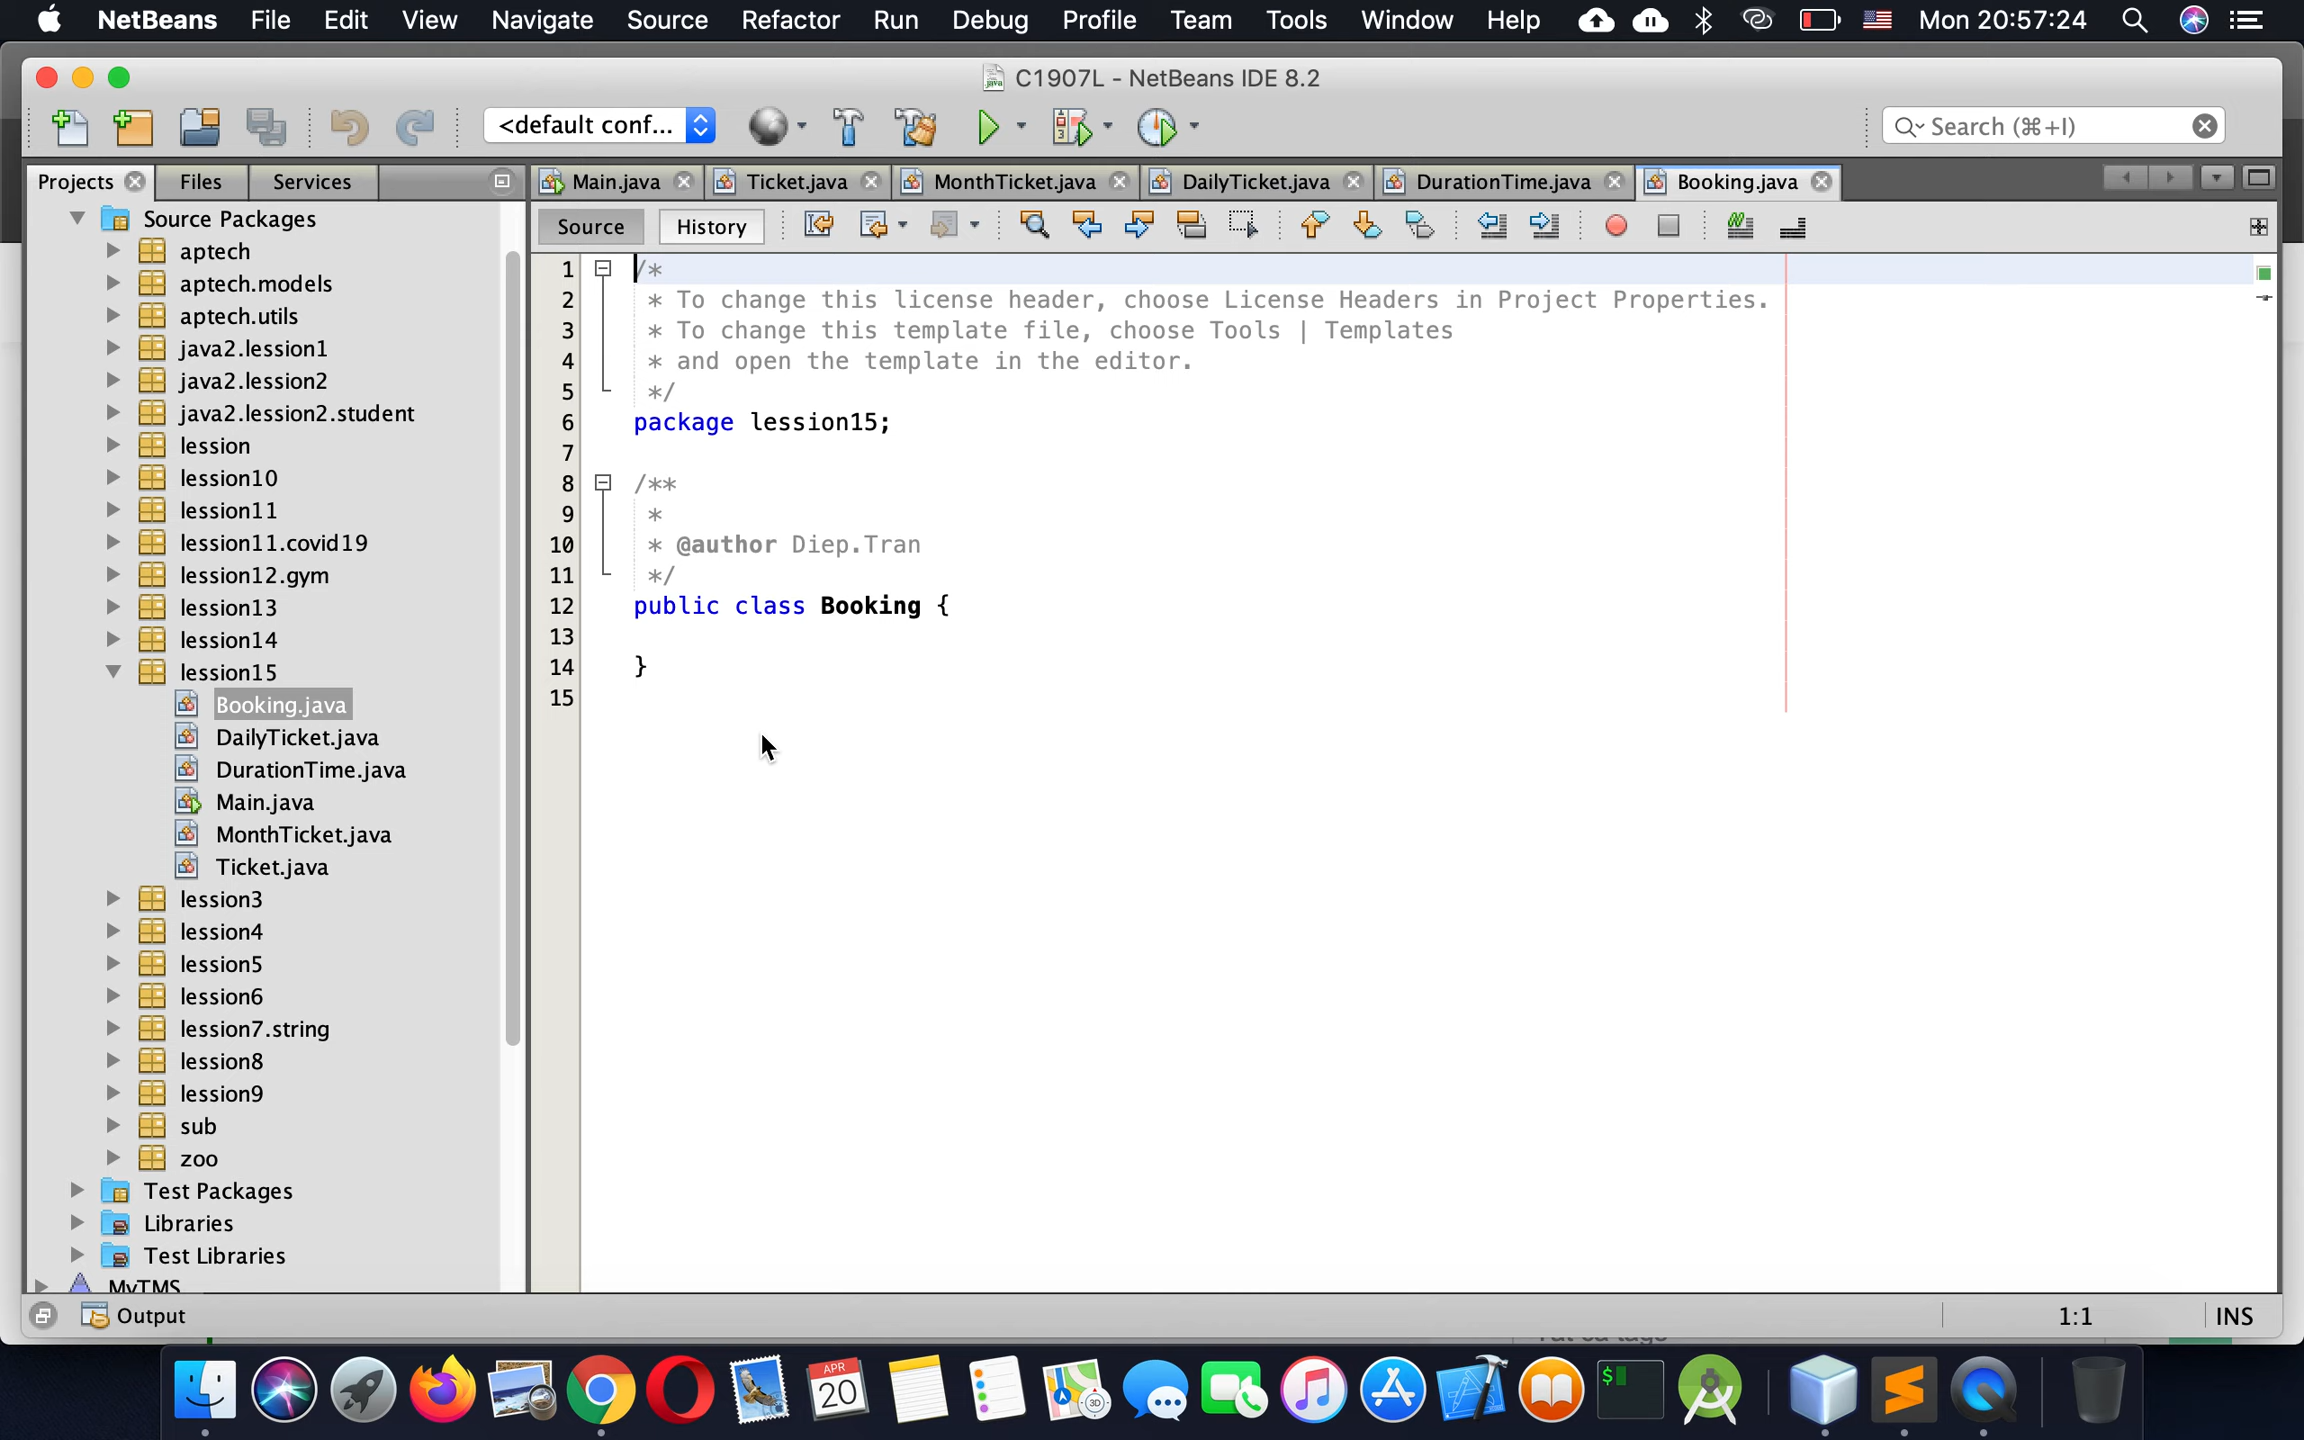 NetBeans File Edit View Navigate Source Refactor Run Debug Profile Team Tools Window Help Mon 20:57:24
C1907L - NetBeans IDE 8.2
<default conf... Search (⌘+I)
Projects Files Services Main.java Ticket.java MonthTicket.java DailyTicket.java DurationTime.java Booking.java
Source History
Source Packages
aptech
aptech.models
aptech.utils
java2.lession1
java2.lession2
java2.lession2.student
lession
lession10
lession11
lession11.covid19
lession12.gym
lession13
lession14
lession15
Booking.java
DailyTicket.java
DurationTime.java
Main.java
MonthTicket.java
Ticket.java
lession3
lession4
lession5
lession6
lession7.string
lession8
lession9
sub
zoo
Test Packages
Libraries
Test Libraries
MyTMS
1 /*
2 * To change this license header, choose License Headers in Project Properties.
3 * To change this template file, choose Tools | Templates
4 * and open the template in the editor.
5 */
6 package lession15;
7
8 /**
9 *
10 * @author Diep.Tran
11 */
12 public class Booking {
13
14 }
15
Output 1:1 INS
APR
20
3D
$